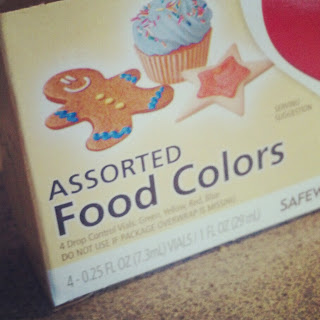 SERVING
SUGGESTION
ASSORTED
Food Colors
4 Drop Control Vials: Green, Yellow, Red, Blue
DO NOT USE IF PACKAGE OVERWRAP IS MISSING
4 - 0.25 FL OZ (7.3mL) VIALS | 1 FL OZ (29 mL)
SAFEW